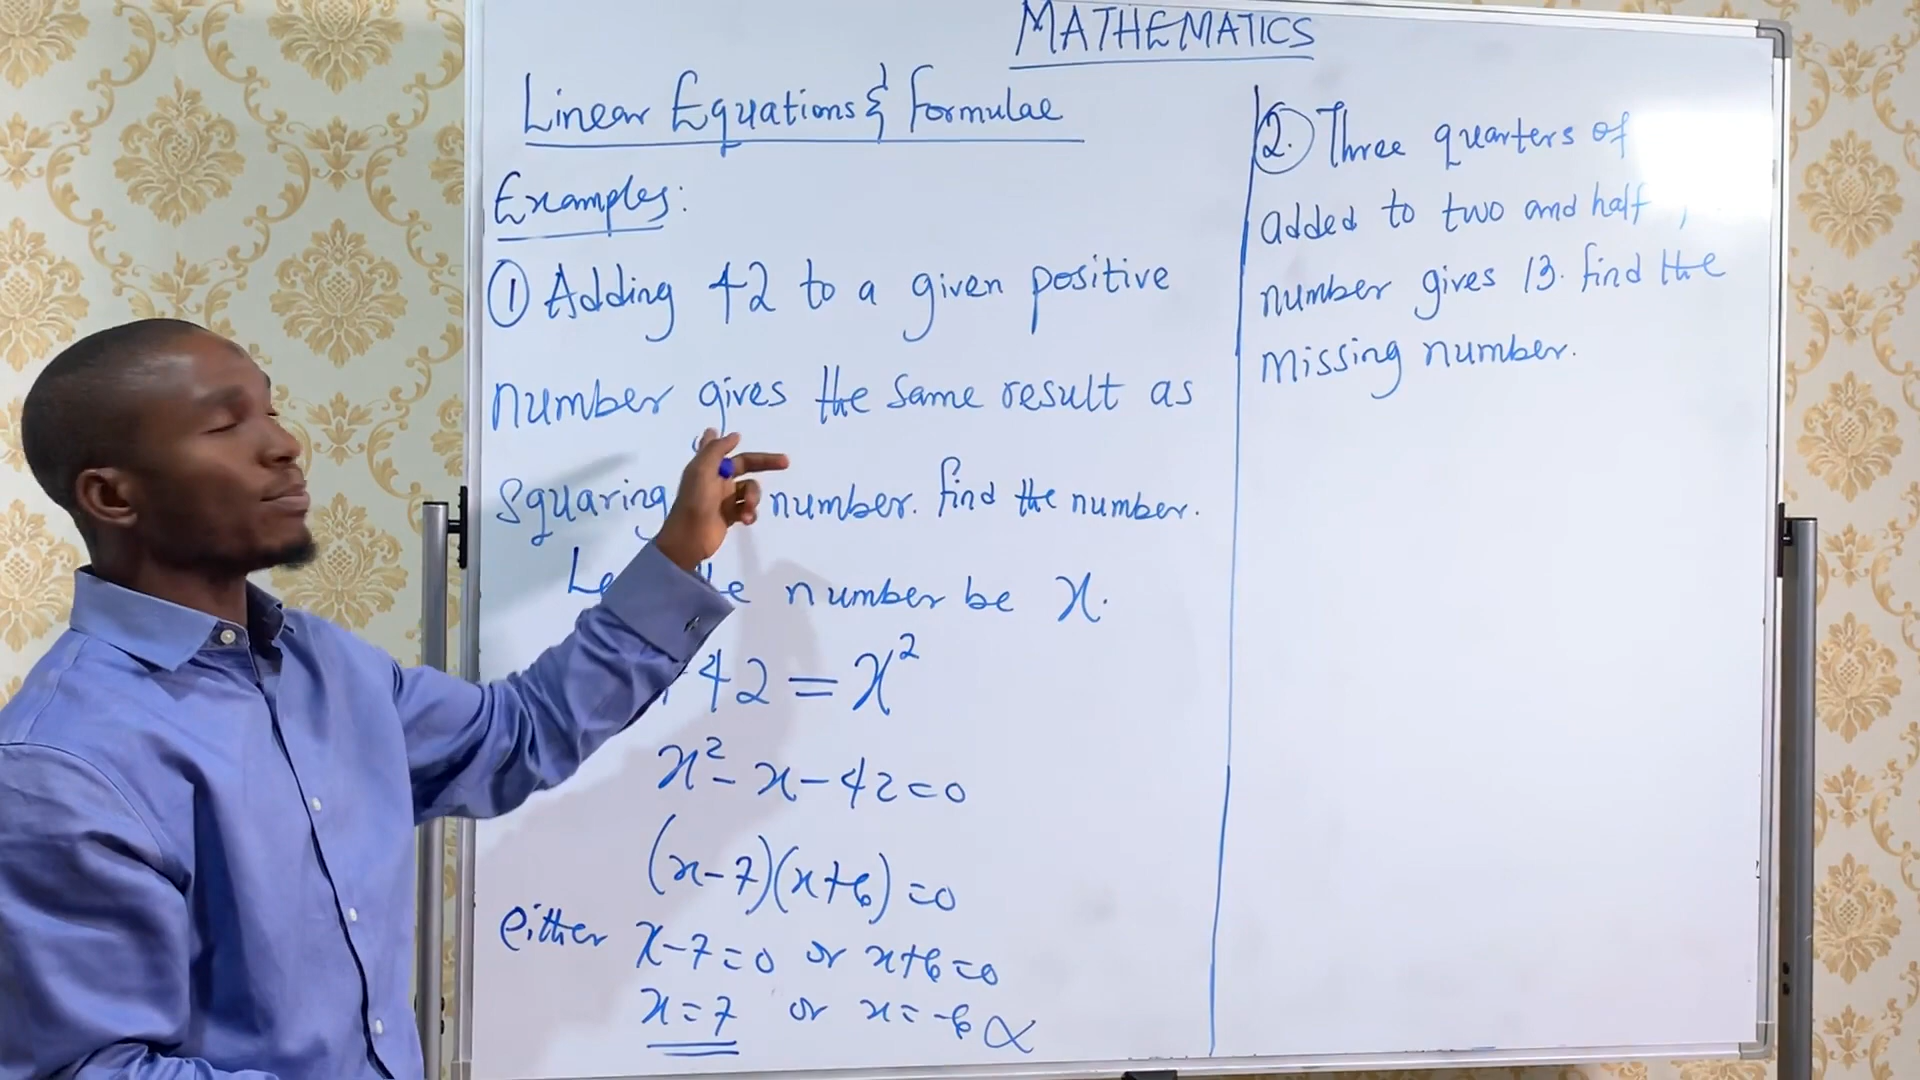 MATHEMATICS
Linear Equations & Formulae
Examples:
① Adding 42 to a given positive
number gives the same result as
squaring number. find the number.
number be x.
+42 = x²
x² - x - 42 = 0
(x-7)(x+6) = 0
either x-7=0 or x+6=0
x = 7 or x = -6
②. Three quarters of
added to two and half
number gives 13. find the
missing number.